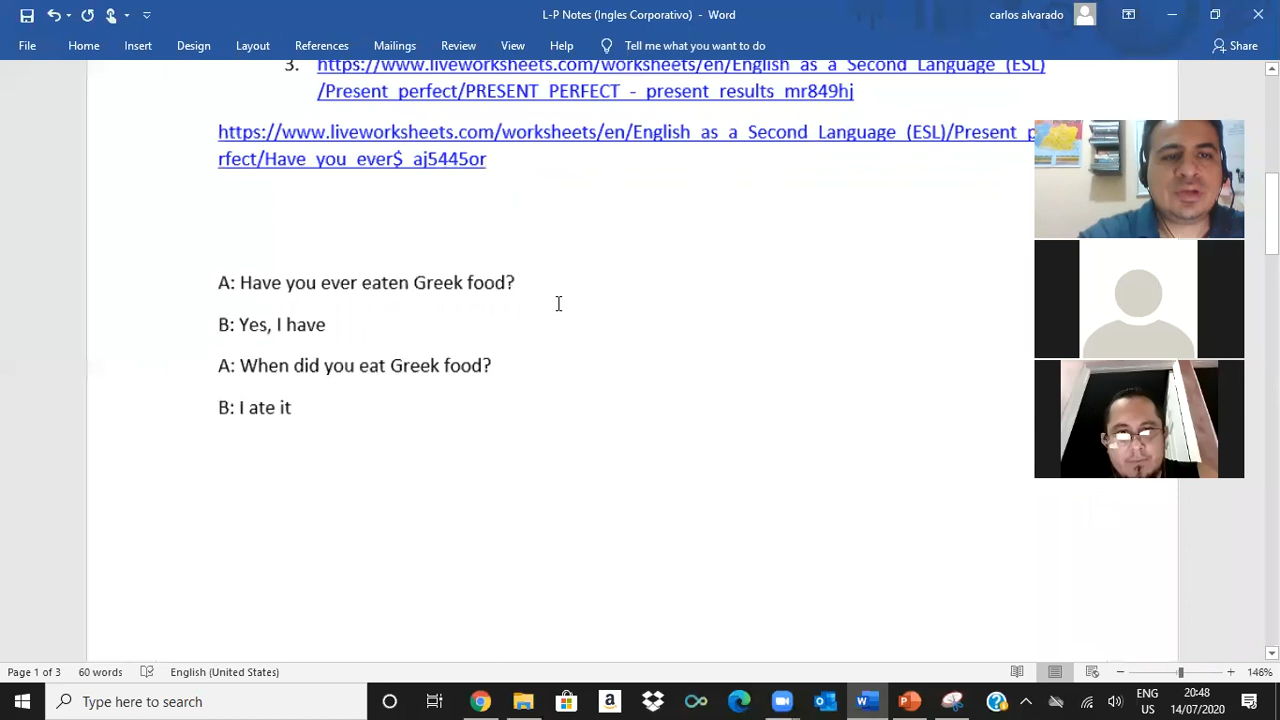 L-P Notes (Ingles Corporativo) - Word
carlos alvarado
File Home Insert Design Layout References Mailings Review View Help Tell me what you want to do Share
3. https://www.liveworksheets.com/worksheets/en/English_as_a_Second_Language_(ESL)
/Present_perfect/PRESENT_PERFECT_-_present_results_mr849hj
https://www.liveworksheets.com/worksheets/en/English_as_a_Second_Language_(ESL)/Present_p
rfect/Have_you_ever$_aj5445or
A: Have you ever eaten Greek food?
B: Yes, I have
A: When did you eat Greek food?
B: I ate it
Page 1 of 3 60 words English (United States) 146%
Type here to search
ENG 20:48
US 14/07/2020